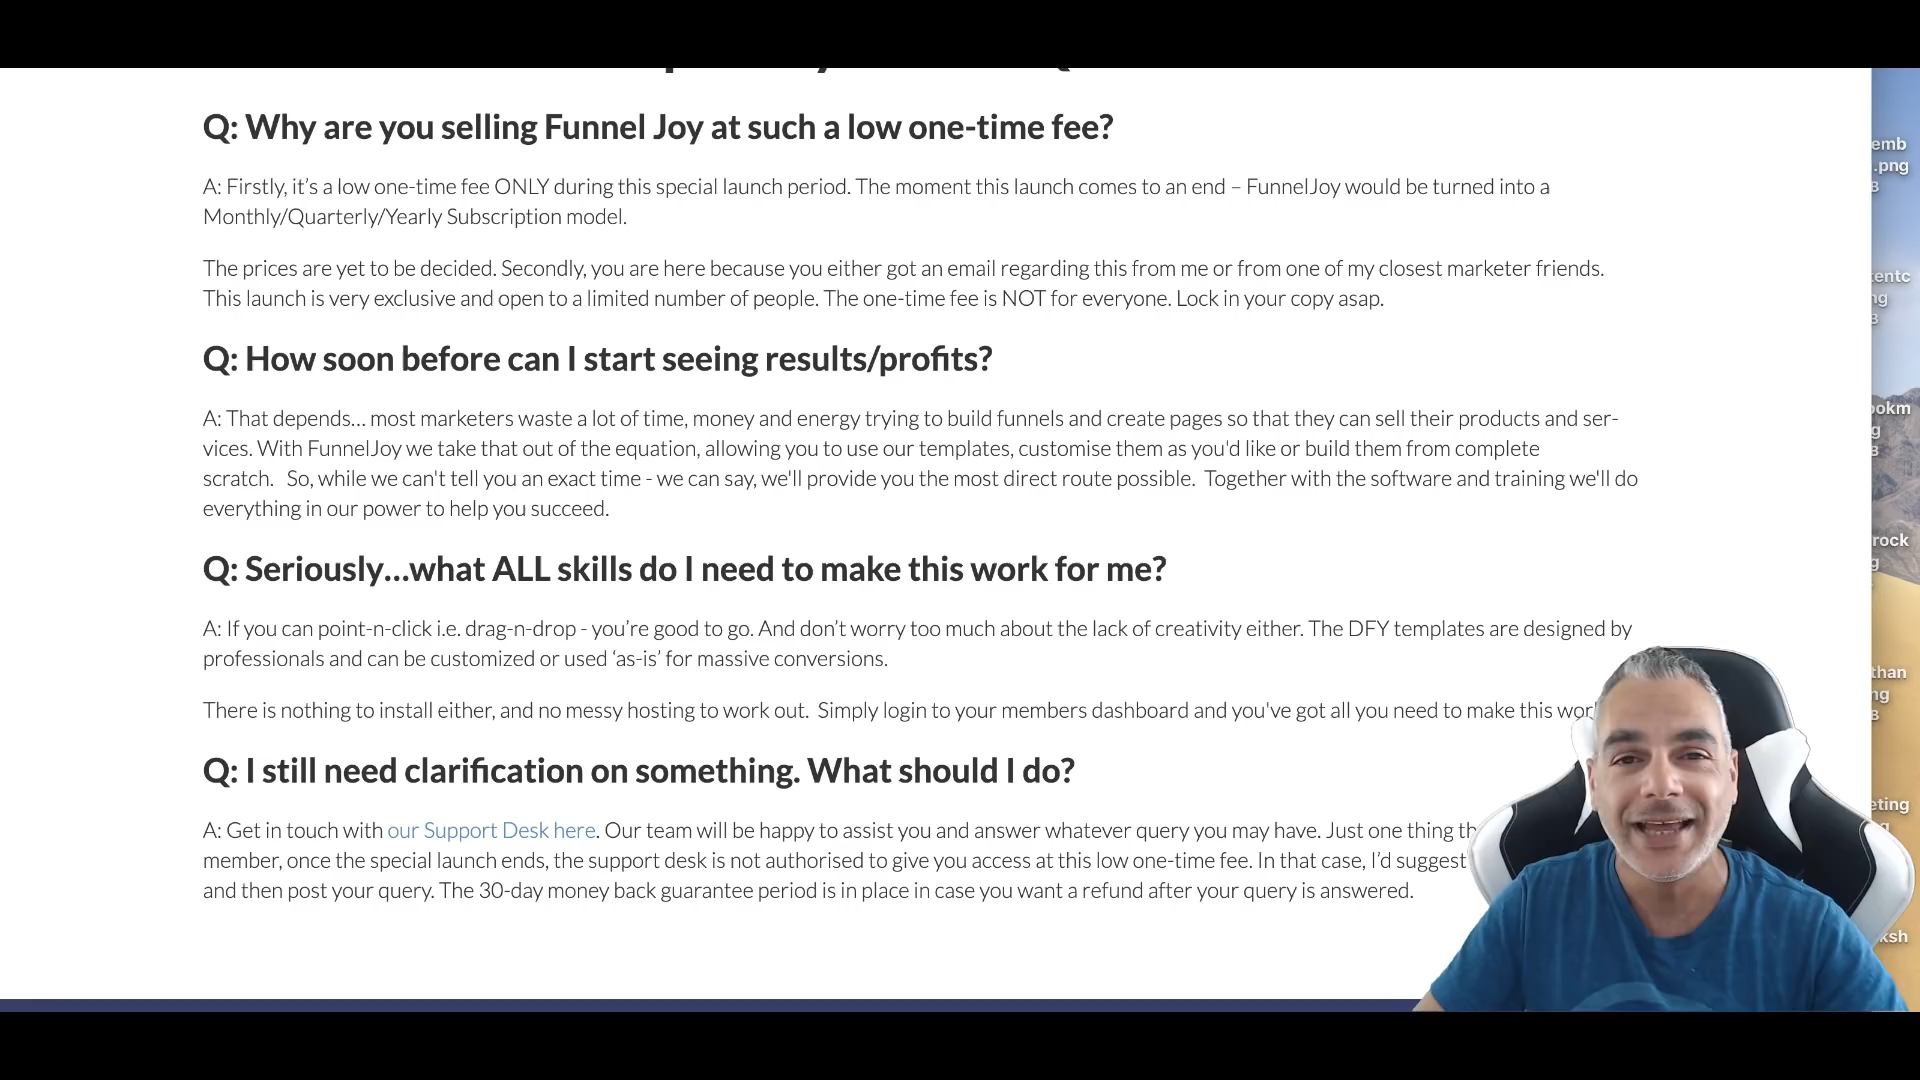 Q: Why are you selling Funnel Joy at such a low one-time fee?
A: Firstly, it’s a low one-time fee ONLY during this special launch period. The moment this launch comes to an end – FunnelJoy would be turned into a
Monthly/Quarterly/Yearly Subscription model.
The prices are yet to be decided. Secondly, you are here because you either got an email regarding this from me or from one of my closest marketer friends.
This launch is very exclusive and open to a limited number of people. The one-time fee is NOT for everyone. Lock in your copy asap.
Q: How soon before can I start seeing results/profits?
A: That depends... most marketers waste a lot of time, money and energy trying to build funnels and create pages so that they can sell their products and ser-
vices. With FunnelJoy we take that out of the equation, allowing you to use our templates, customise them as you'd like or build them from complete
scratch. So, while we can't tell you an exact time - we can say, we'll provide you the most direct route possible. Together with the software and training we'll do
everything in our power to help you succeed.
Q: Seriously...what ALL skills do I need to make this work for me?
A: If you can point-n-click i.e. drag-n-drop - you’re good to go. And don’t worry too much about the lack of creativity either. The DFY templates are designed by
professionals and can be customized or used ‘as-is’ for massive conversions.
There is nothing to install either, and no messy hosting to work out. Simply login to your members dashboard and you've got all you need to make this
Q: I still need clarification on something. What should I do?
A: Get in touch with our Support Desk here. Our team will be happy to assist you and answer whatever query you may have. Just one thing
member, once the special launch ends, the support desk is not authorised to give you access at this low one-time fee. In that case, I’d suggest
and then post your query. The 30-day money back guarantee period is in place in case you want a refund after your query is answered.
emb
.png
rock
than
eting